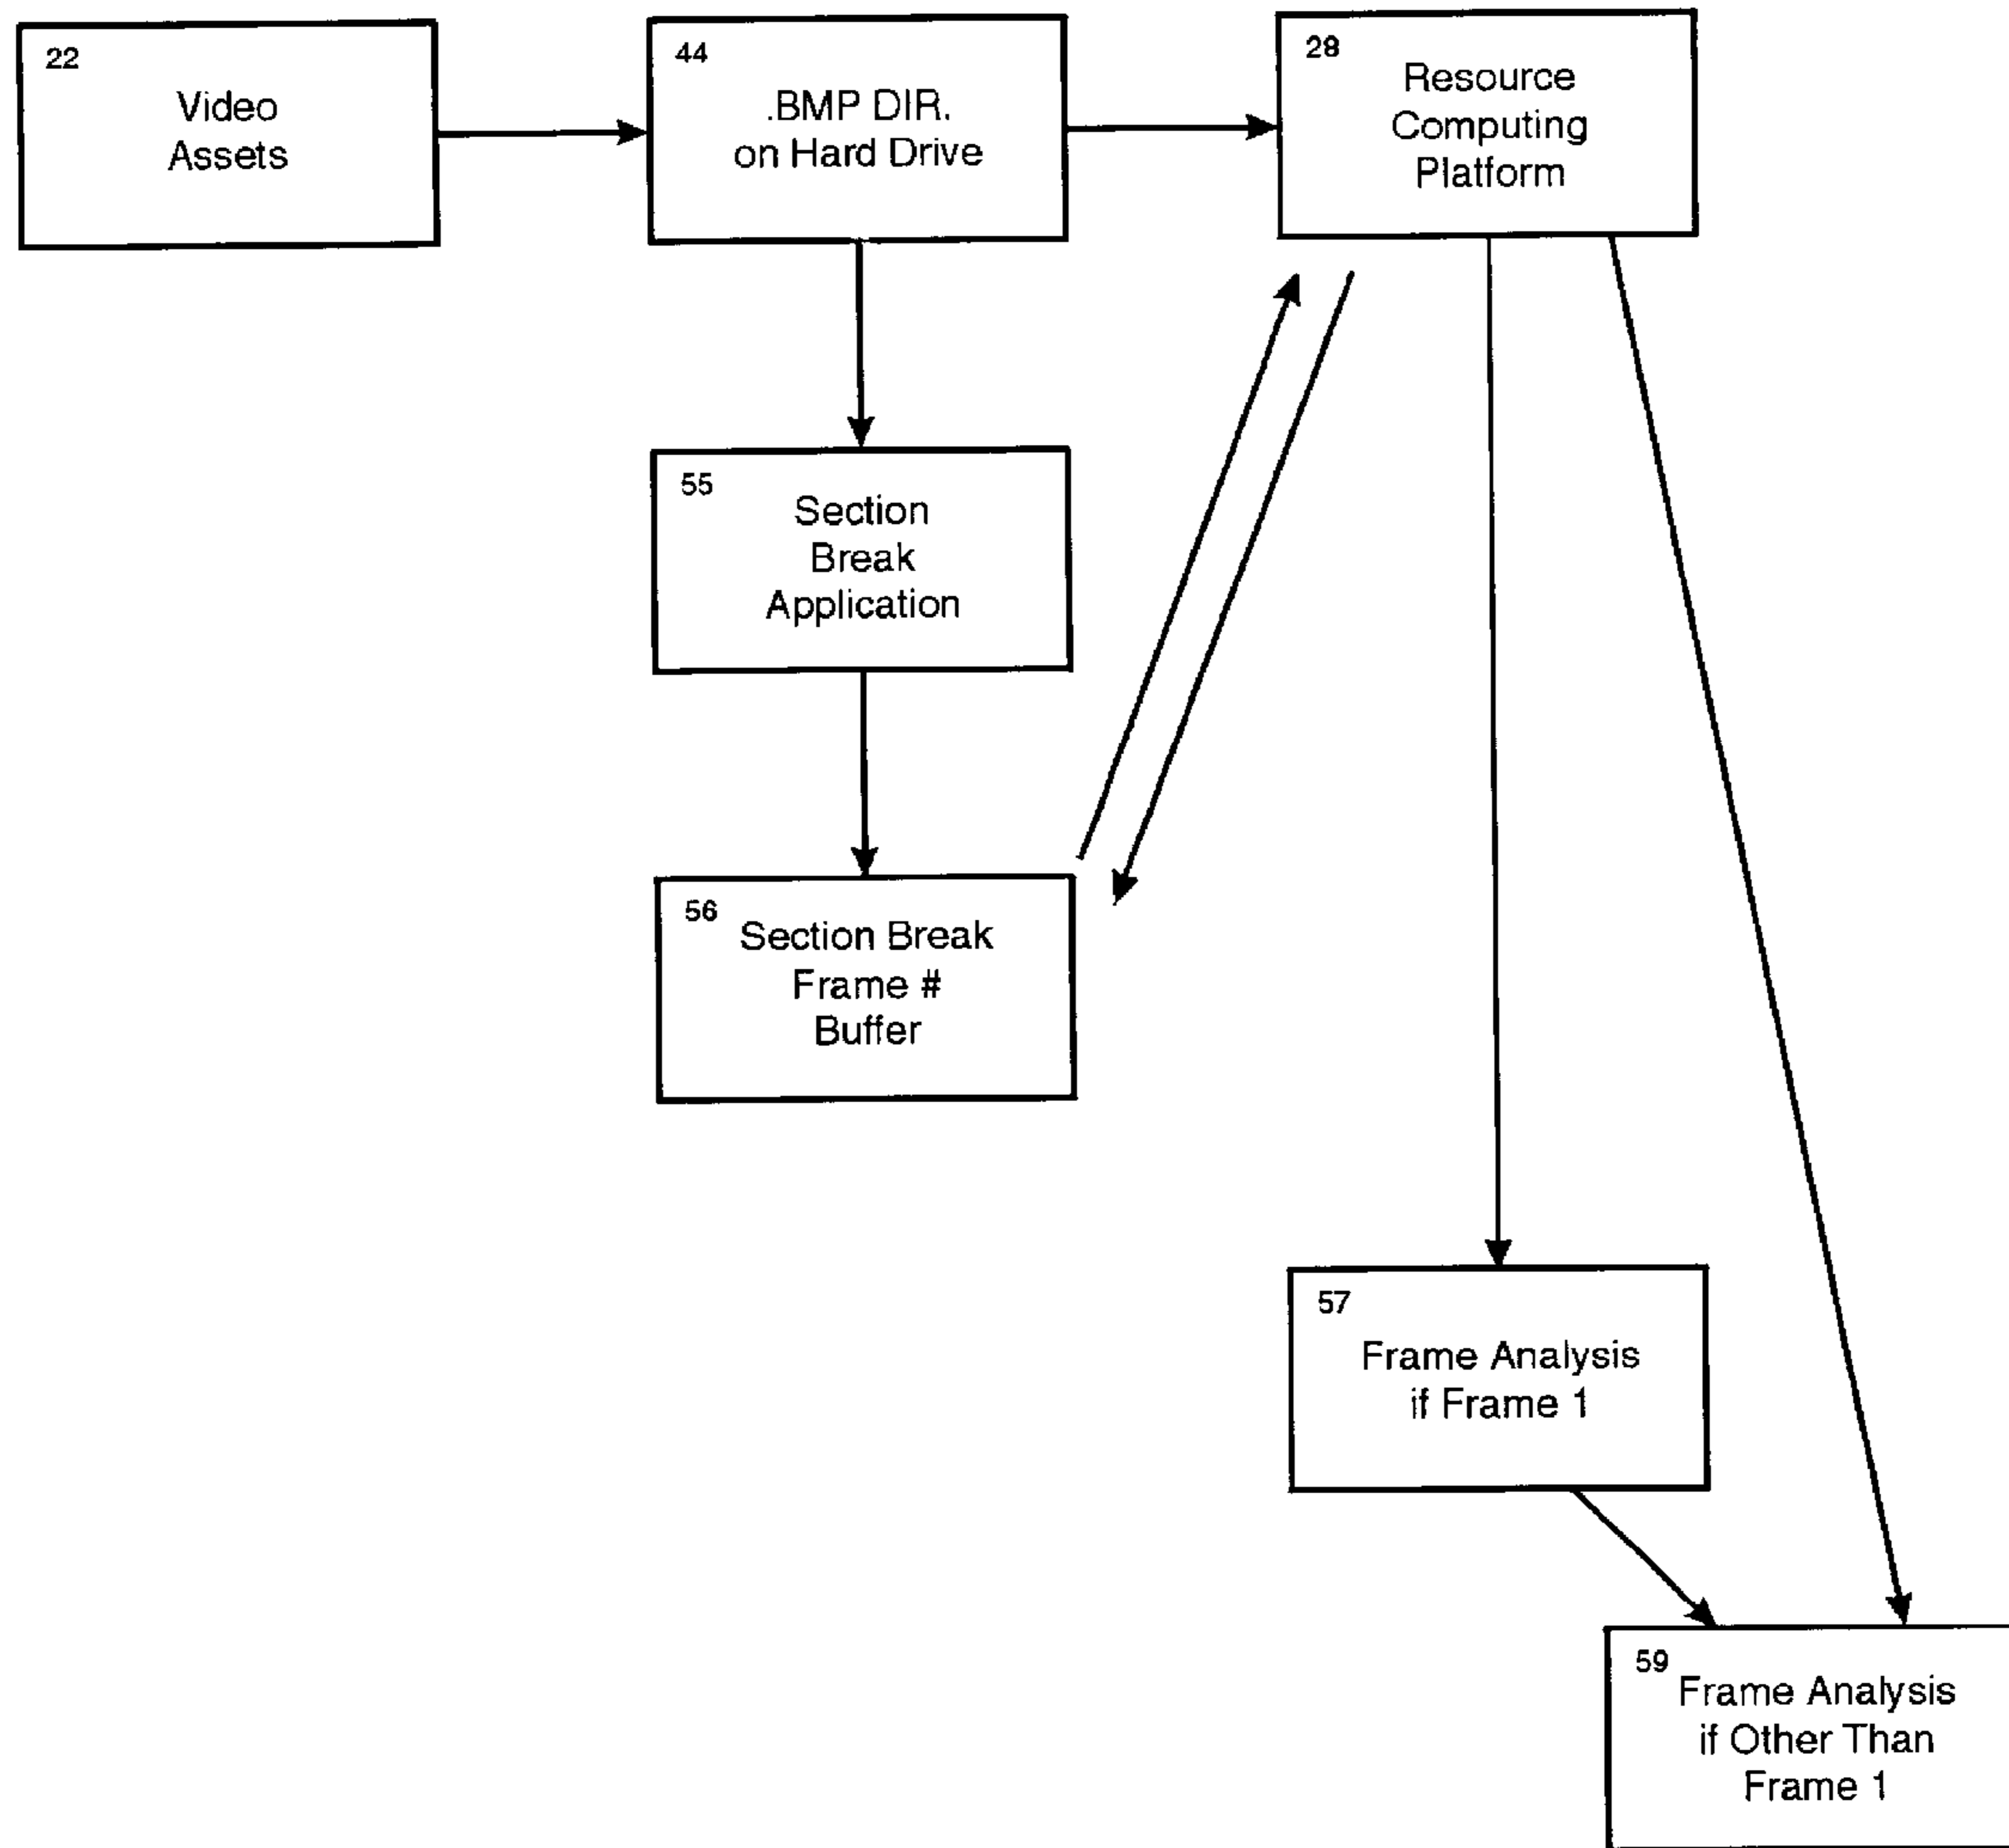 22
Video
Assets
44
.BMP DIR.
on Hard Drive
28
Resource
Computing
Platform
55
Section
Break
Application
56
Section Break
Frame #
Buffer
57
Frame Analysis
if Frame 1
59
Frame Analysis
if Other Than
Frame 1